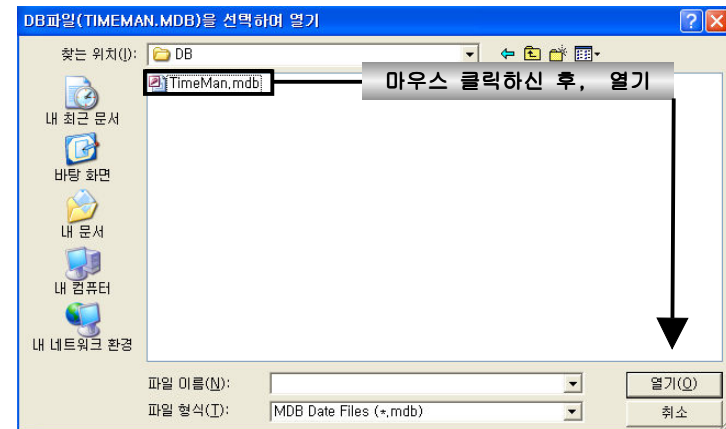 DB파일(TIMEMAN.MDB)을 선택하며 열기
찾는 위치(I):
DB
TimeMan.mdb
마우스 클릭하신 후, 열기
내 최근 문서
바탕 화면
내 문서
내 컴퓨터
내 네트워크 환경
파일 이름(N):
열기(O)
파일 형식(T):
MDB Date Files (*.mdb)
취소